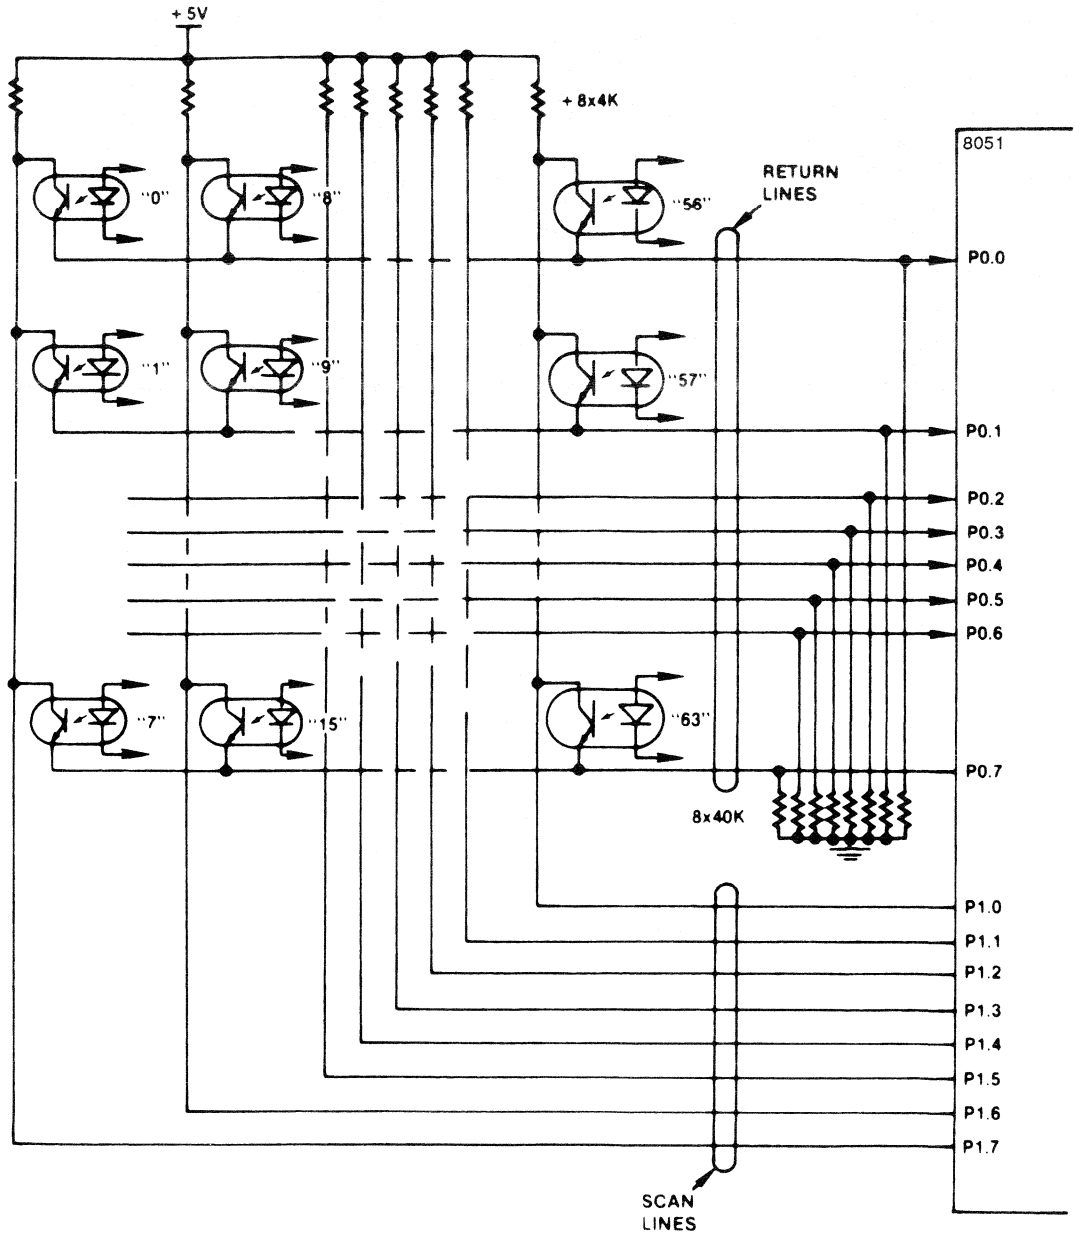 + 5V
+ 8x4K
8051
RETURN
LINES
"0"
"8"
"56"
P0.0
"1"
"9"
"57"
P0.1
P0.2
P0.3
P0.4
P0.5
P0.6
"7"
"15"
"63"
P0.7
8x40K
P1.0
P1.1
P1.2
P1.3
P1.4
P1.5
P1.6
P1.7
SCAN
LINES